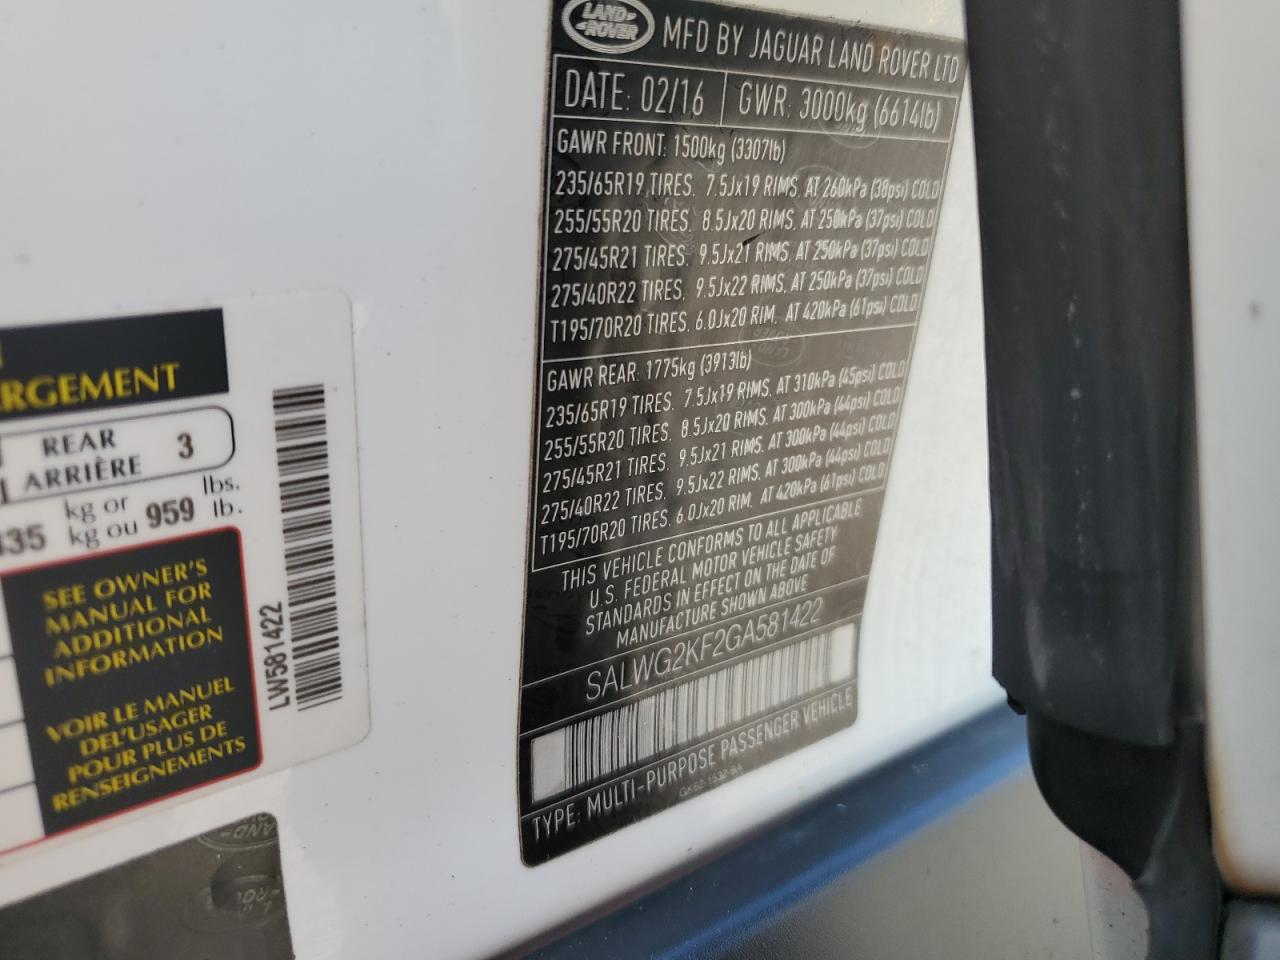 LAND
ROVER
MFD BY JAGUAR LAND ROVER LTD
DATE: 02/16 GWR: 3000kg (6614lb)
GAWR FRONT: 1500kg (3307lb)
235/65R19 TIRES, 7.5Jx19 RIMS, AT 260kPa (38psi) COLD
255/55R20 TIRES, 8.5Jx20 RIMS, AT 250kPa (37psi) COLD
275/45R21 TIRES, 9.5Jx21 RIMS, AT 250kPa (37psi) COLD
275/40R22 TIRES, 9.5Jx22 RIMS, AT 250kPa (37psi) COLD
T195/70R20 TIRES, 6.0Jx20 RIM, AT 420kPa (61psi) COLD
GAWR REAR: 1775kg (3913lb)
235/65R19 TIRES, 7.5Jx19 RIMS, AT 310kPa (45psi) COLD
255/55R20 TIRES, 8.5Jx20 RIMS, AT 300kPa (44psi) COLD
275/45R21 TIRES, 9.5Jx21 RIMS, AT 300kPa (44psi) COLD
275/40R22 TIRES, 9.5Jx22 RIMS, AT 300kPa (44psi) COLD
T195/70R20 TIRES, 6.0Jx20 RIM, AT 420kPa (61psi) COLD
THIS VEHICLE CONFORMS TO ALL APPLICABLE
U.S. FEDERAL MOTOR VEHICLE SAFETY
STANDARDS IN EFFECT ON THE DATE OF
MANUFACTURE SHOWN ABOVE
SALWG2KF2GA581422
TYPE: MULTI-PURPOSE PASSENGER VEHICLE
RGEMENT
REAR 3
ARRIÈRE
35 kg or 959 lbs.
kg ou lb.
SEE OWNER'S
MANUAL FOR
ADDITIONAL
INFORMATION
VOIR LE MANUEL
DEL'USAGER
POUR PLUS DE
RENSEIGNEMENTS
LW581422